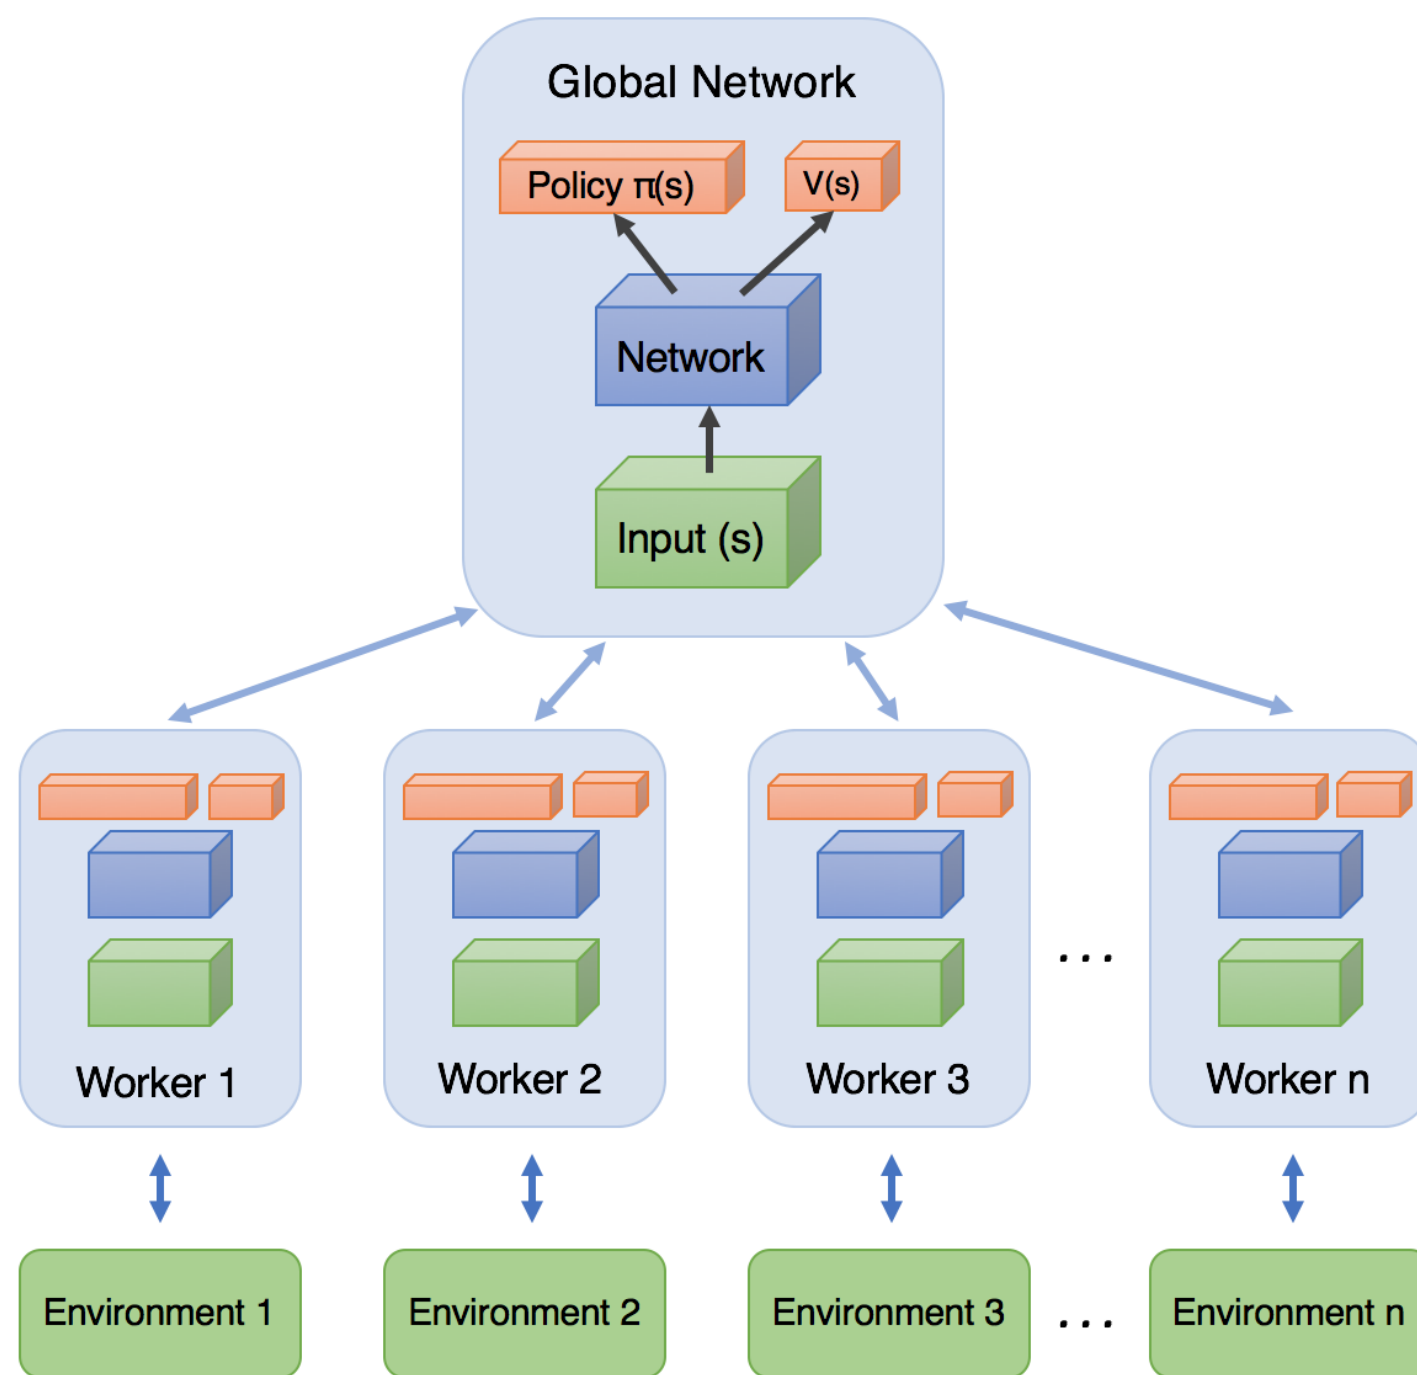 Global Network
Policy π(s)
V(s)
Network
Input (s)
Worker 1
Worker 2
Worker 3
...
Worker n
Environment 1
Environment 2
Environment 3
...
Environment n